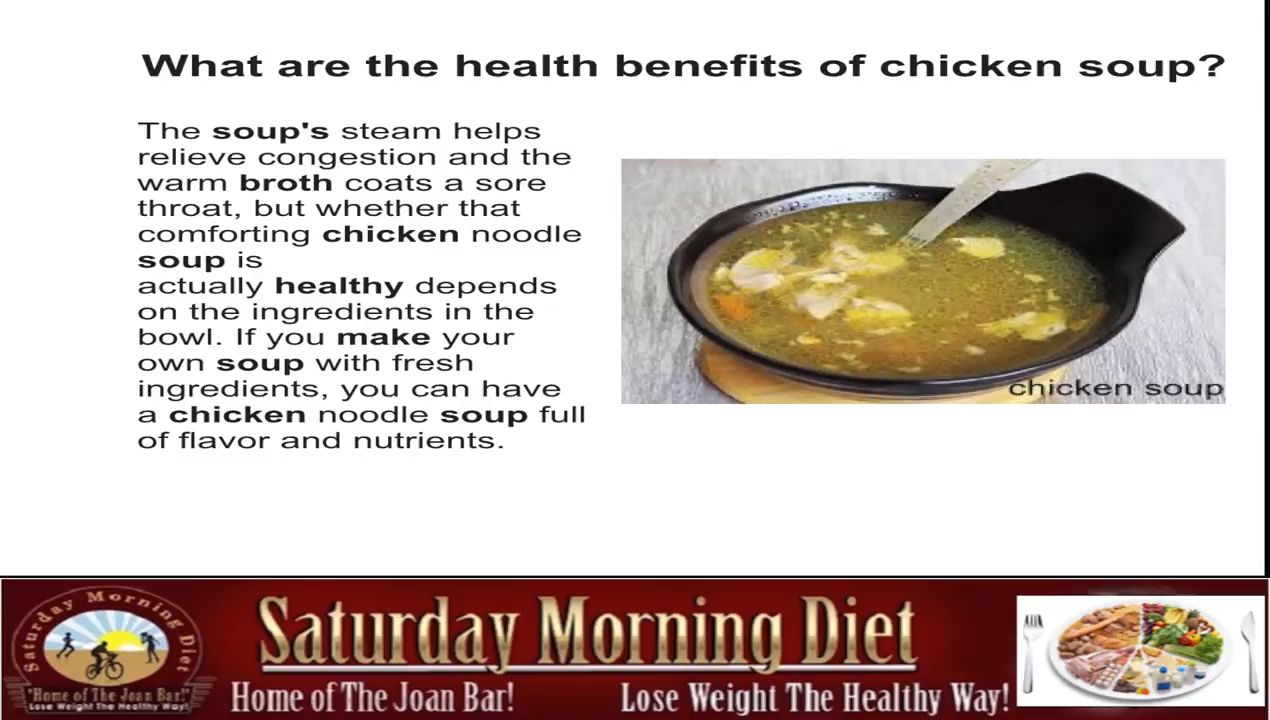 What are the health benefits of chicken soup?
The soup's steam helps
relieve congestion and the
warm broth coats a sore
throat, but whether that
comforting chicken noodle
soup is
actually healthy depends
on the ingredients in the
bowl. If you make your
own soup with fresh
ingredients, you can have
a chicken noodle soup full
of flavor and nutrients.
chicken soup
Saturday Morning Diet
"Home of The Joan Bar!"
Lose Weight The Healthy Way!
Saturday Morning Diet
Home of The Joan Bar! Lose Weight The Healthy Way!